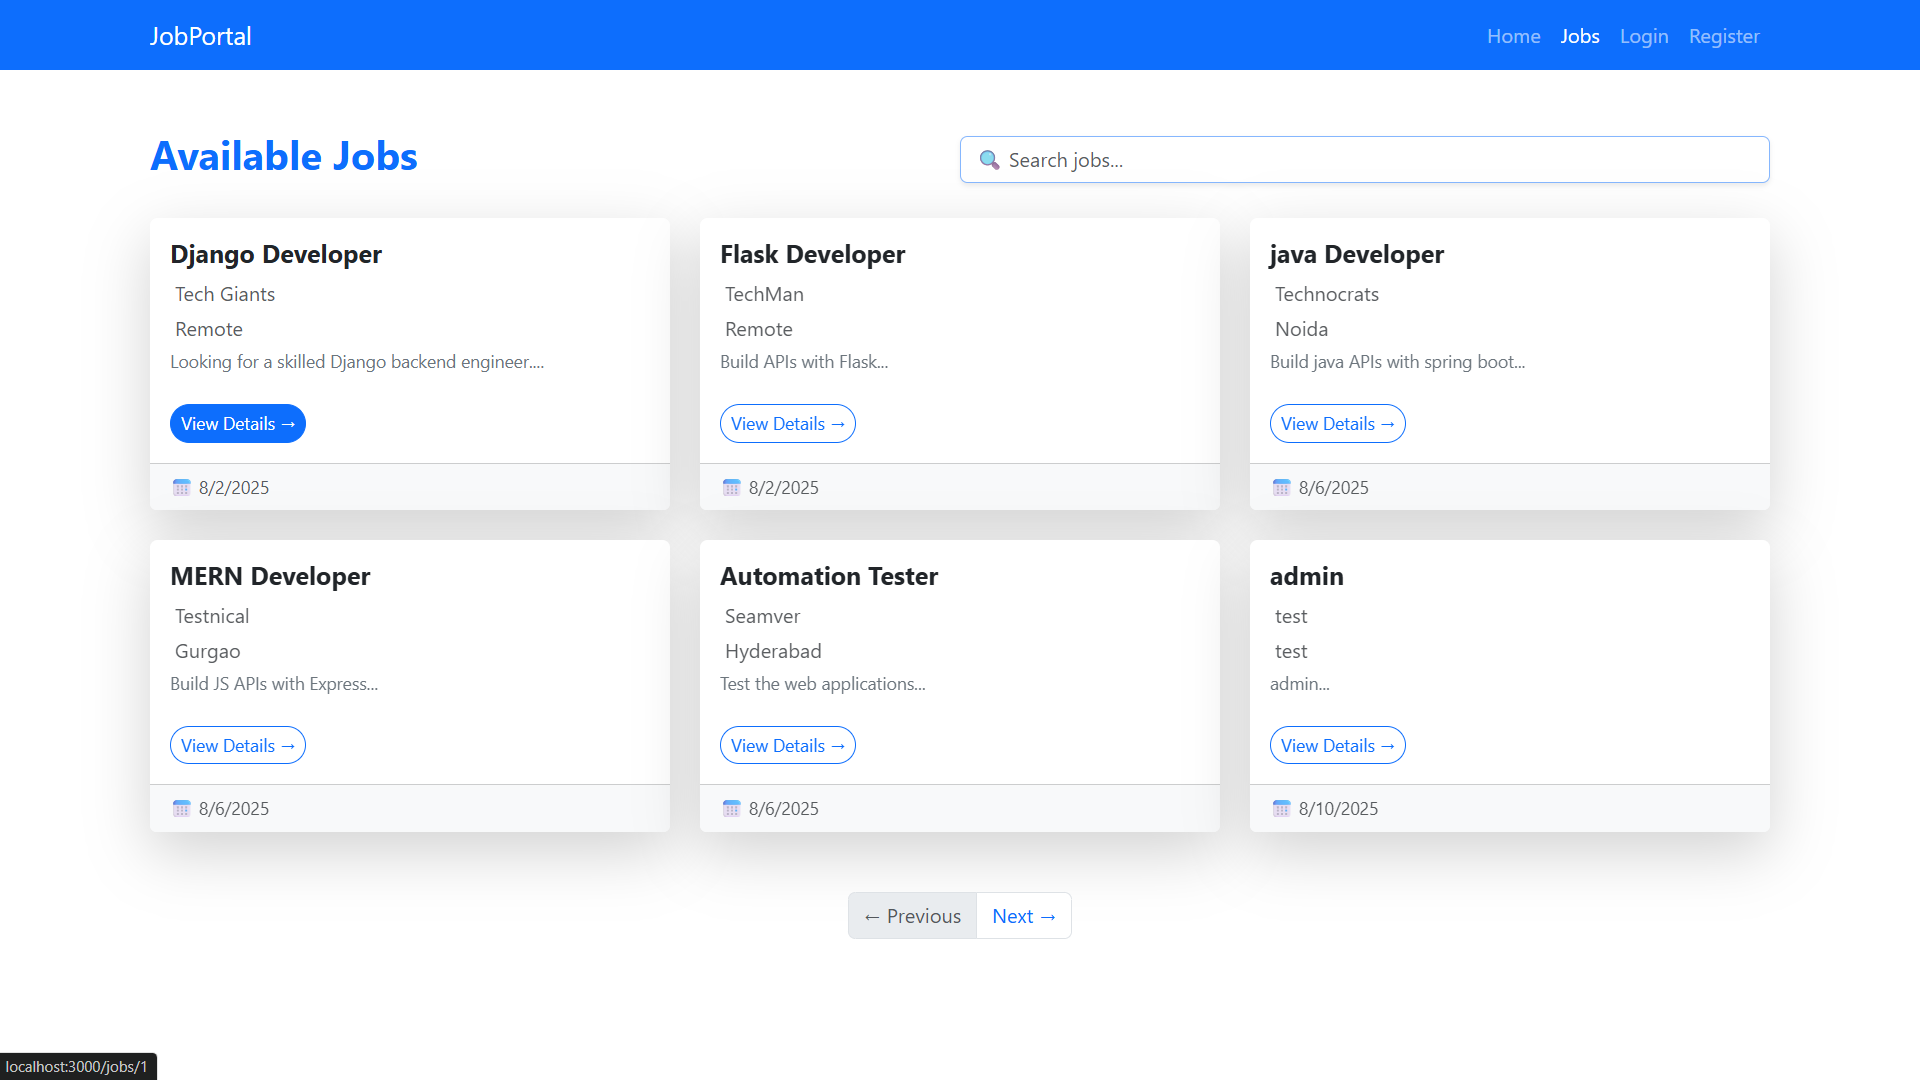 JobPortal
Home Jobs Login Register
Available Jobs
Search jobs...
Django Developer
Tech Giants
Remote
Looking for a skilled Django backend engineer....
View Details →
8/2/2025
Flask Developer
TechMan
Remote
Build APIs with Flask...
View Details →
8/2/2025
java Developer
Technocrats
Noida
Build java APIs with spring boot...
View Details →
8/6/2025
MERN Developer
Testnical
Gurgao
Build JS APIs with Express...
View Details →
8/6/2025
Automation Tester
Seamver
Hyderabad
Test the web applications...
View Details →
8/6/2025
admin
test
test
admin...
View Details →
8/10/2025
← Previous Next →
localhost:3000/jobs/1